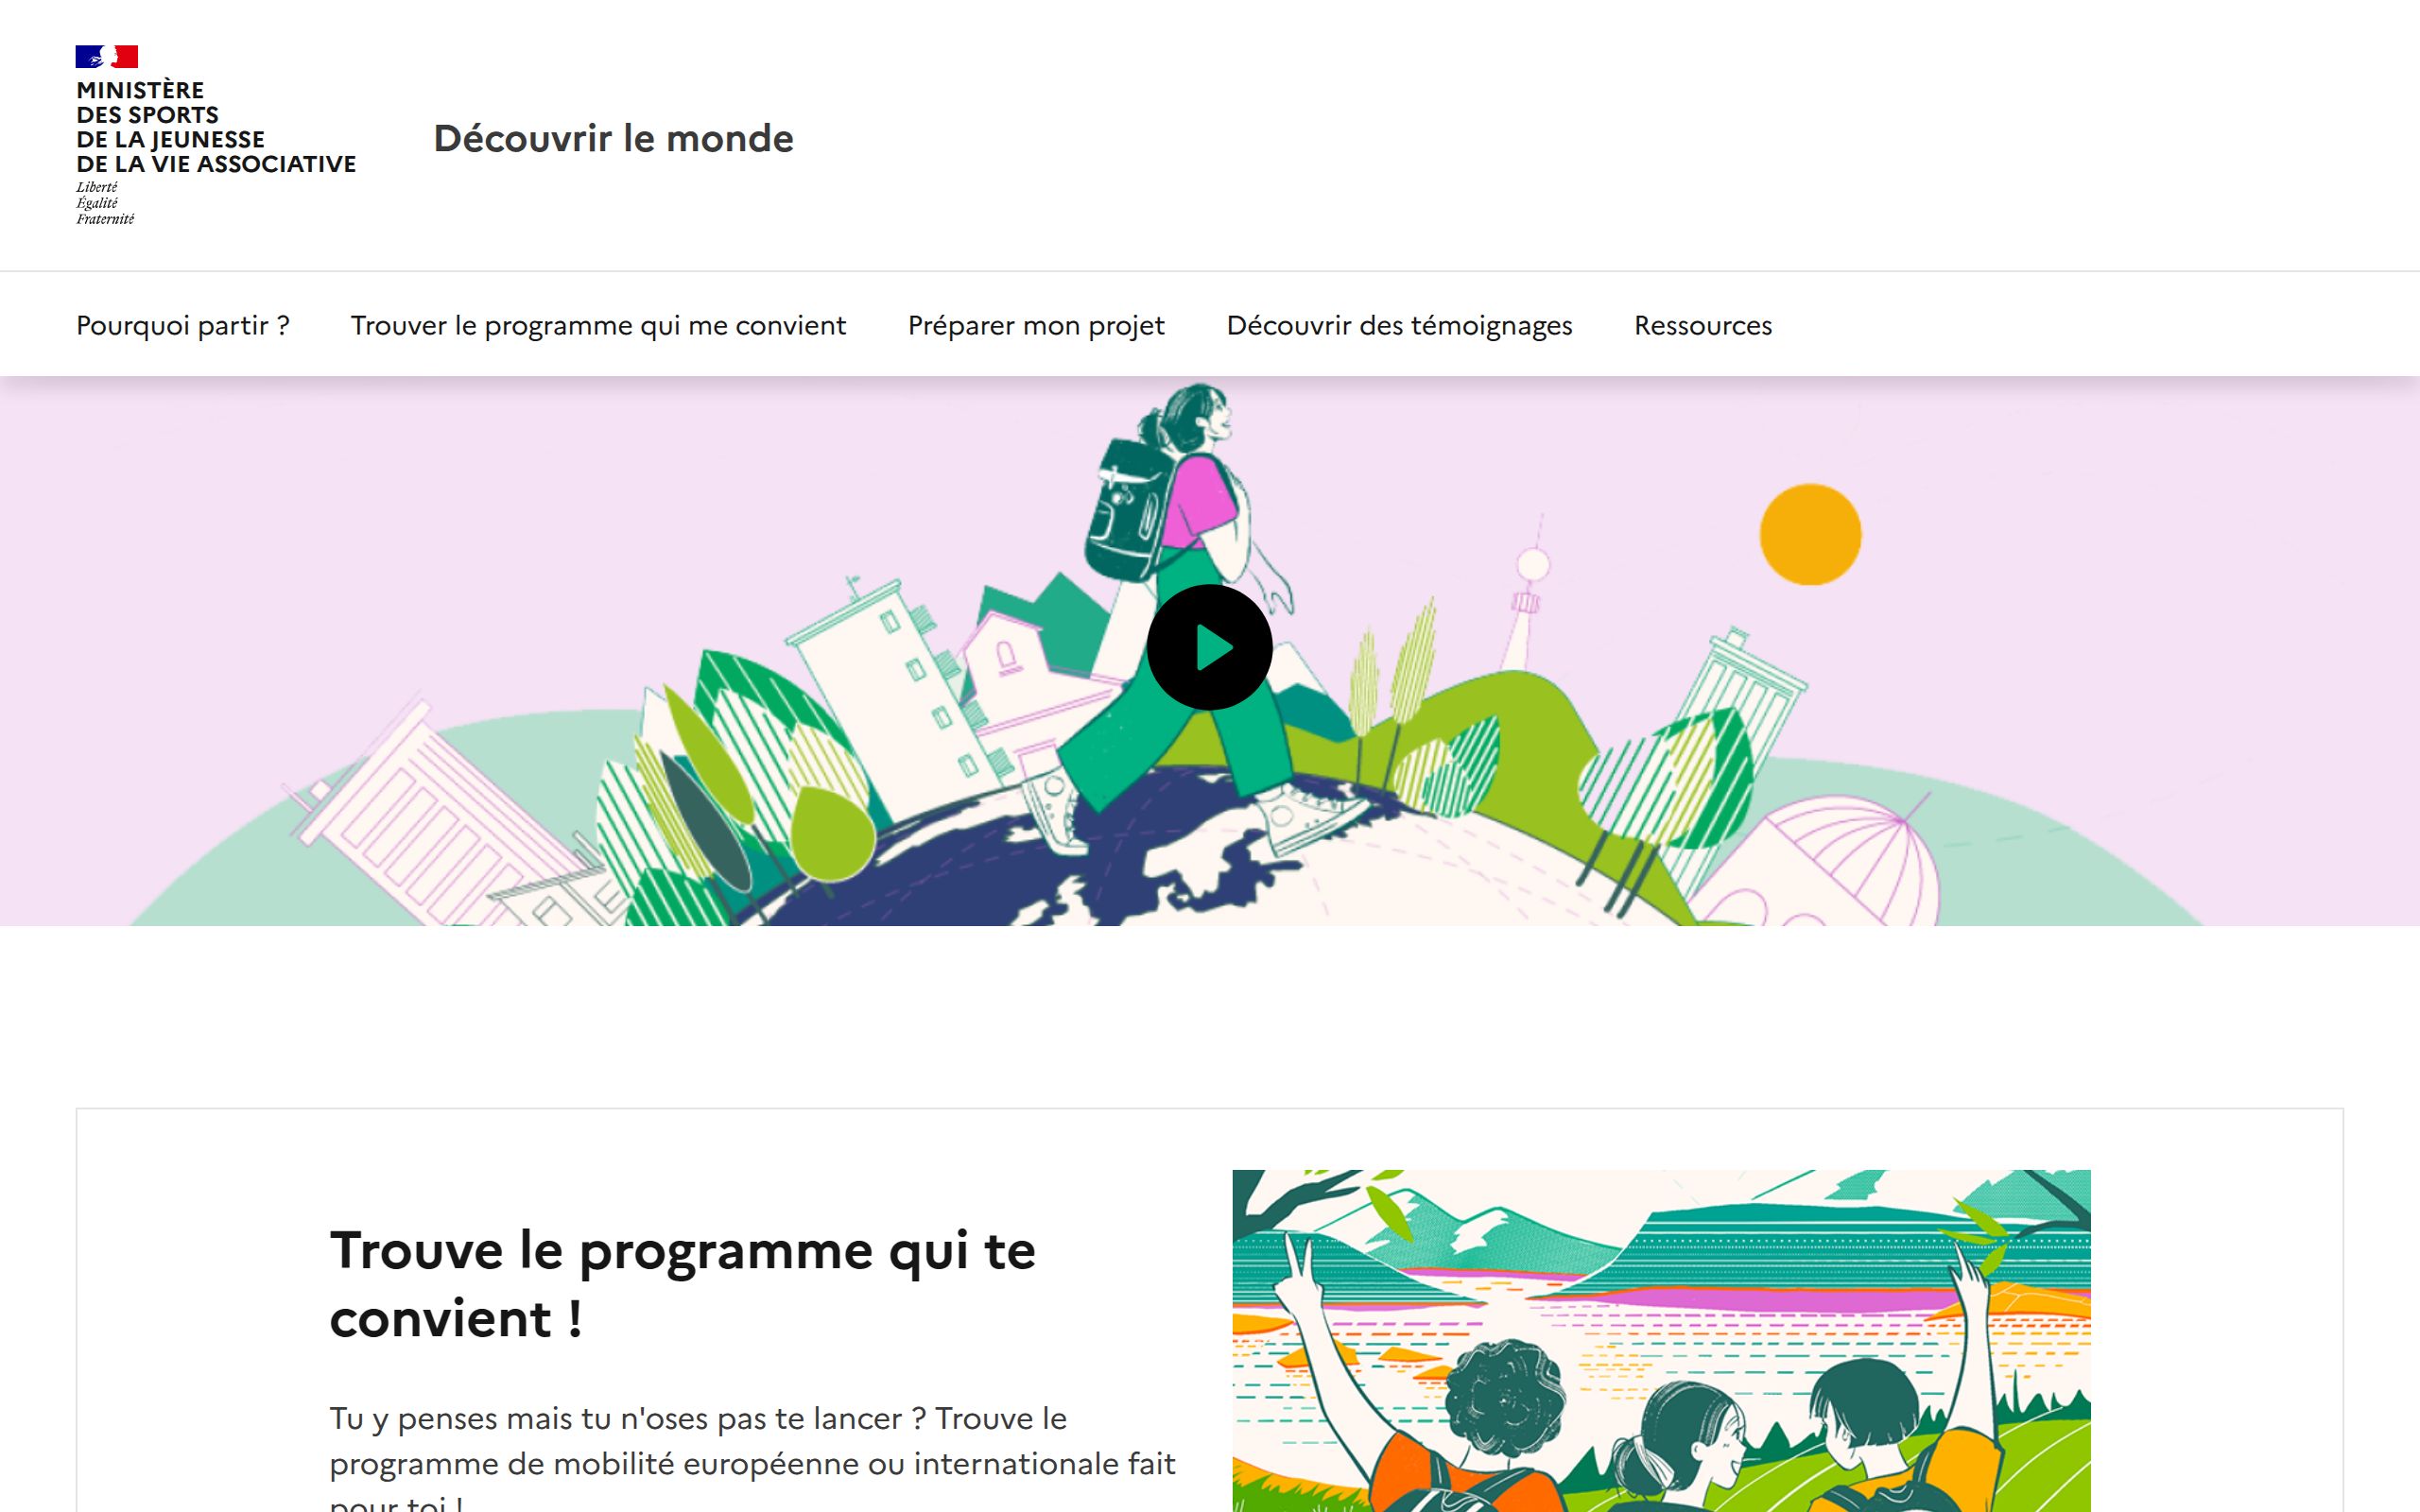 MINISTÈRE
DES SPORTS
DE LA JEUNESSE
DE LA VIE ASSOCIATIVE
Liberté
Égalité
Fraternité
Découvrir le monde
Pourquoi partir ? Trouver le programme qui me convient Préparer mon projet Découvrir des témoignages Ressources
Trouve le programme qui te
convient !
Tu y penses mais tu n'oses pas te lancer ? Trouve le
programme de mobilité européenne ou internationale fait
pour toi !